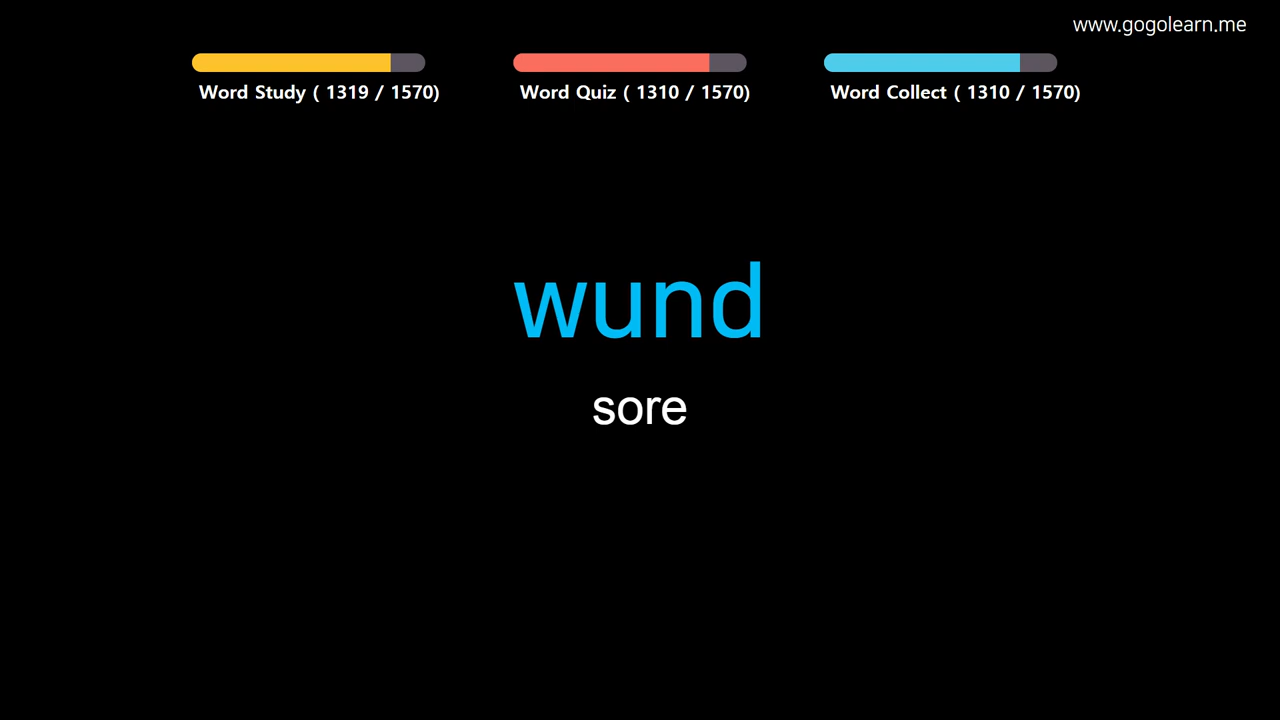 www.gogolearn.me
Word Study ( 1319 / 1570)
Word Quiz ( 1310 / 1570)
Word Collect ( 1310 / 1570)
wund
sore